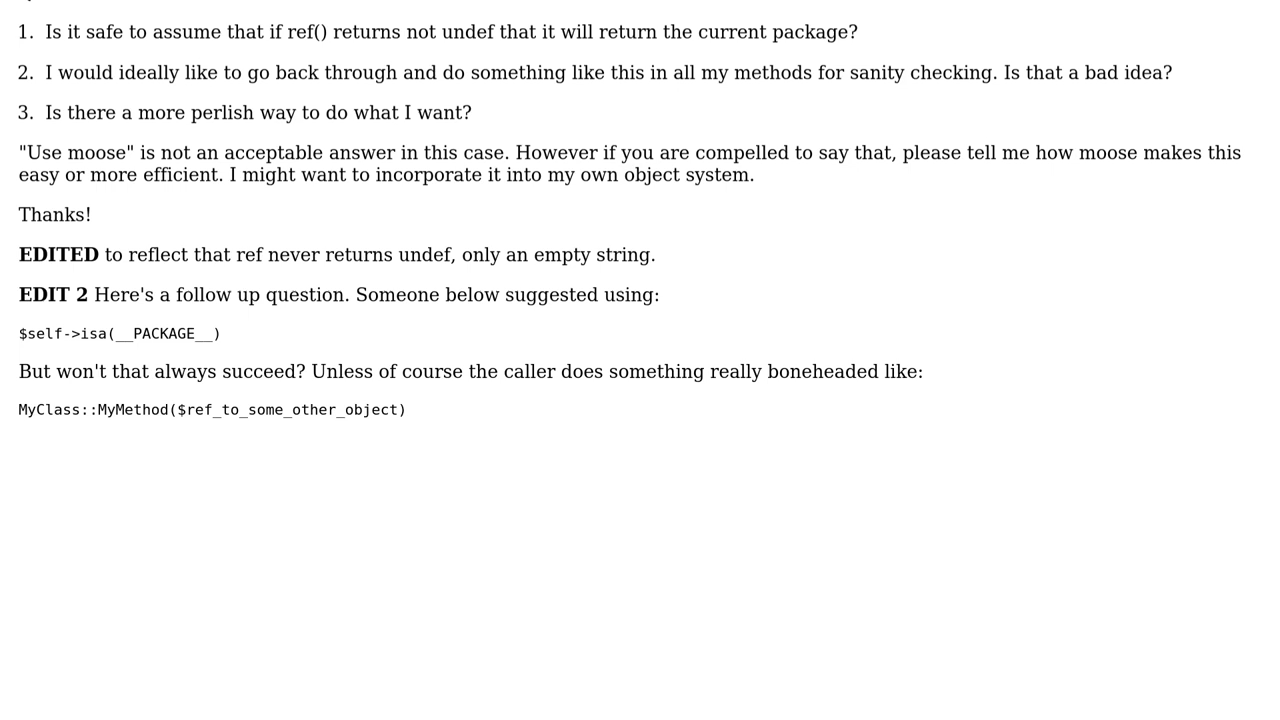 1. Is it safe to assume that if ref() returns not undef that it will return the current package?
2. I would ideally like to go back through and do something like this in all my methods for sanity checking. Is that a bad idea?
3. Is there a more perlish way to do what I want?
"Use moose" is not an acceptable answer in this case. However if you are compelled to say that, please tell me how moose makes this
easy or more efficient. I might want to incorporate it into my own object system.
Thanks!
EDITED to reflect that ref never returns undef, only an empty string.
EDIT 2 Here's a follow up question. Someone below suggested using:
$self->isa(__PACKAGE__)
But won't that always succeed? Unless of course the caller does something really boneheaded like:
MyClass::MyMethod($ref_to_some_other_object)